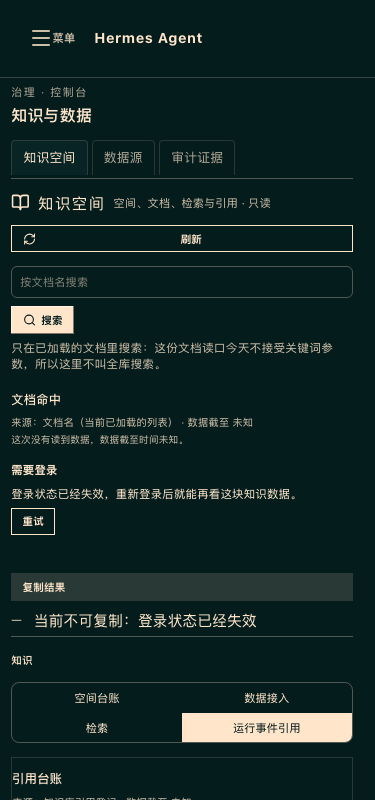 菜单 Hermes Agent
治理 · 控制台
知识与数据
知识空间 数据源 审计证据
知识空间 空间、文档、检索与引用 · 只读
刷新
按文档名搜索
搜索
只在已加载的文档里搜索：这份文档读口今天不接受关键词参
数，所以这里不叫全库搜索。
文档命中
来源：文档名（当前已加载的列表） · 数据截至 未知
这次没有读到数据，数据截至时间未知。
需要登录
登录状态已经失效，重新登录后就能再看这块知识数据。
重试
复制结果
— 当前不可复制：登录状态已经失效
知识
空间台账 数据接入
检索 运行事件引用
引用台账